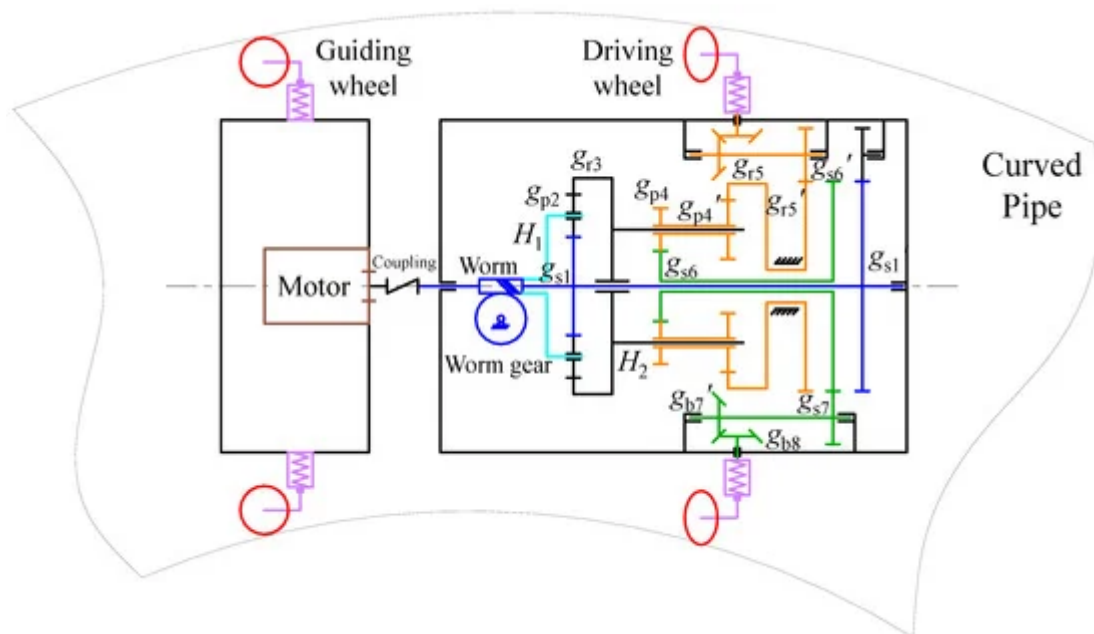 Guiding
wheel
Driving
wheel
Curved
Pipe
Motor
Coupling
Worm
Worm gear
H1
gp2
gr3
gs1
gp4
gp4′
H2
gr5
gr5′
gs6′
gs6
gs1
gb7′
gs7
gb8